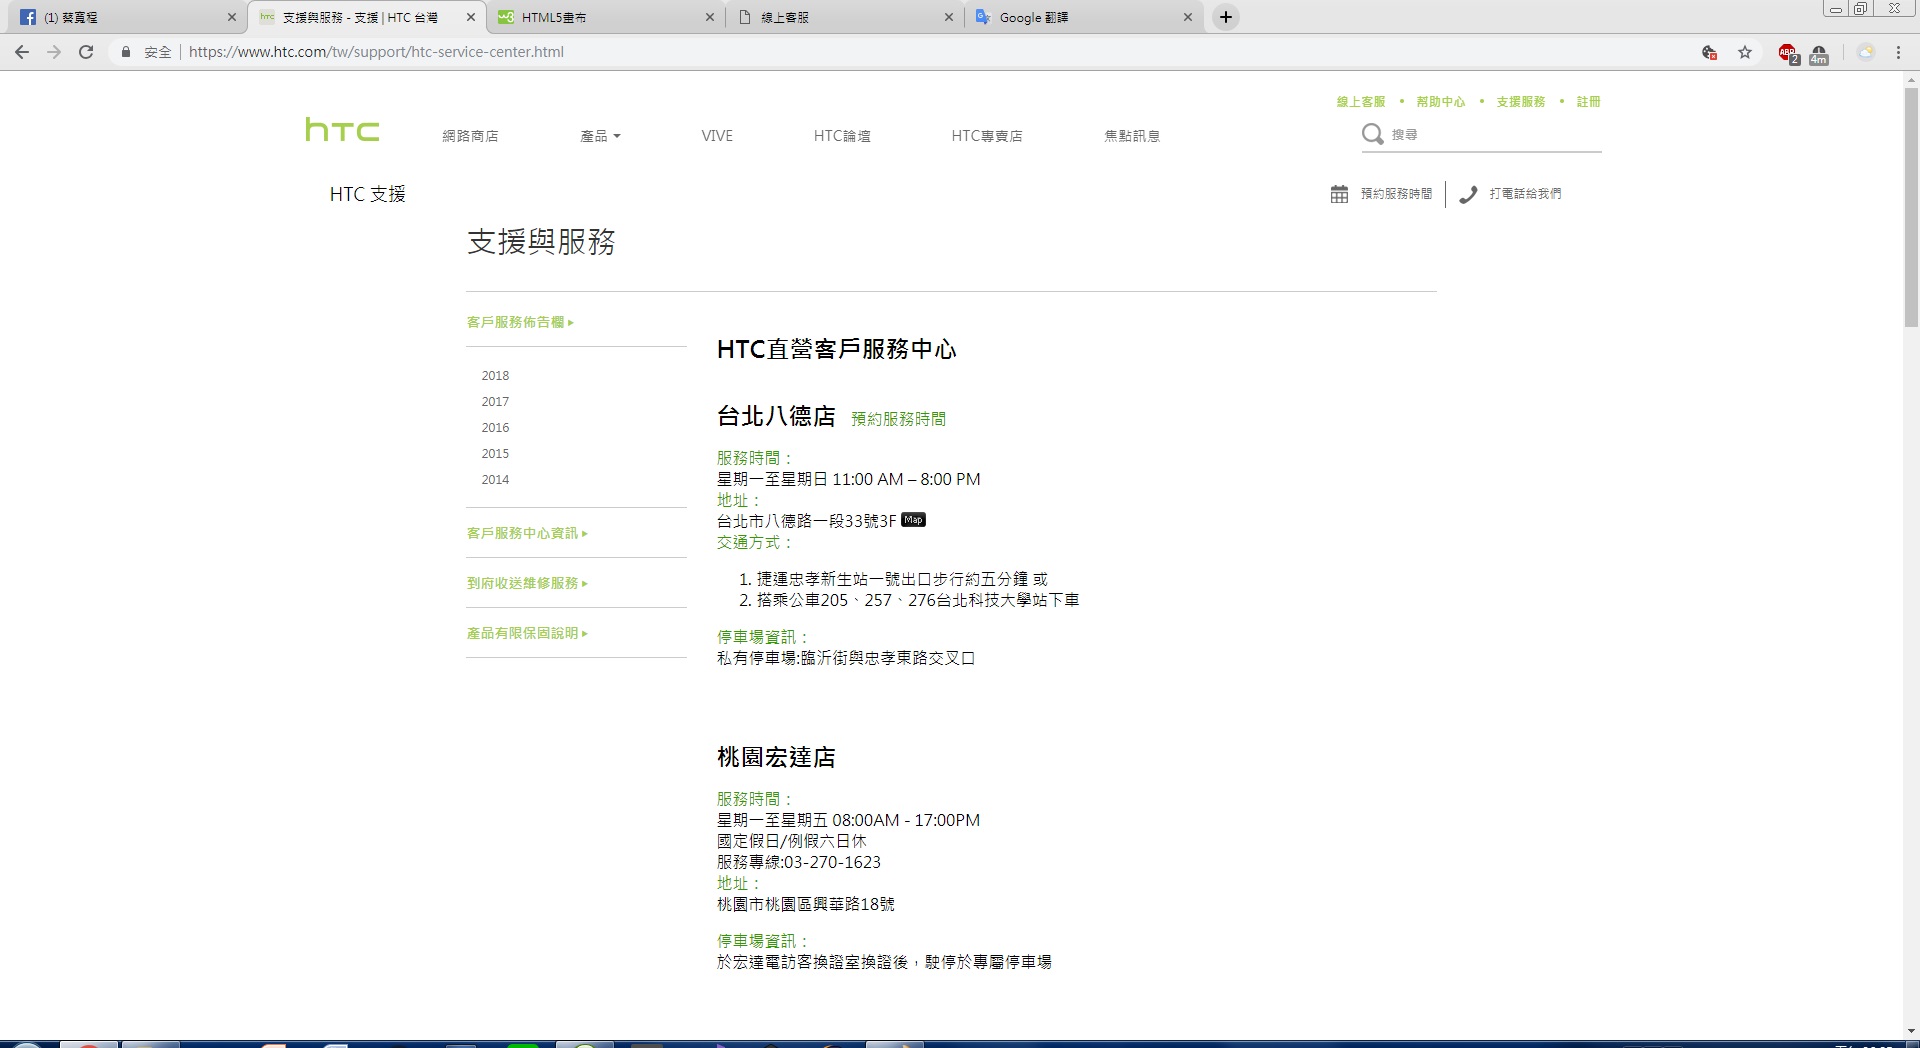 (1) 蔡寬程
支援與服務 - 支援 | HTC 台灣
HTML5畫布
線上客服
Google 翻譯
安全 | https://www.htc.com/tw/support/htc-service-center.html
ABP 2
4m
線上客服 • 幫助中心 • 支援服務 • 註冊
hTC
網路商店
產品
VIVE
HTC論壇
HTC專賣店
焦點訊息
搜尋
HTC 支援
預約服務時間
打電話給我們
支援與服務
客戶服務佈告欄 ▸
2018
2017
2016
2015
2014
客戶服務中心資訊 ▸
到府收送維修服務 ▸
產品有限保固說明 ▸
HTC直營客戶服務中心
台北八德店 預約服務時間
服務時間：
星期一至星期日 11:00 AM – 8:00 PM
地址：
台北市八德路一段33號3F Map
交通方式：
1. 捷運忠孝新生站一號出口步行約五分鐘 或
2. 搭乘公車205、257、276台北科技大學站下車
停車場資訊：
私有停車場:臨沂街與忠孝東路交叉口
桃園宏達店
服務時間：
星期一至星期五 08:00AM - 17:00PM
國定假日/例假六日休
服務專線:03-270-1623
地址：
桃園市桃園區興華路18號
停車場資訊：
於宏達電訪客換證室換證後，駛停於專屬停車場